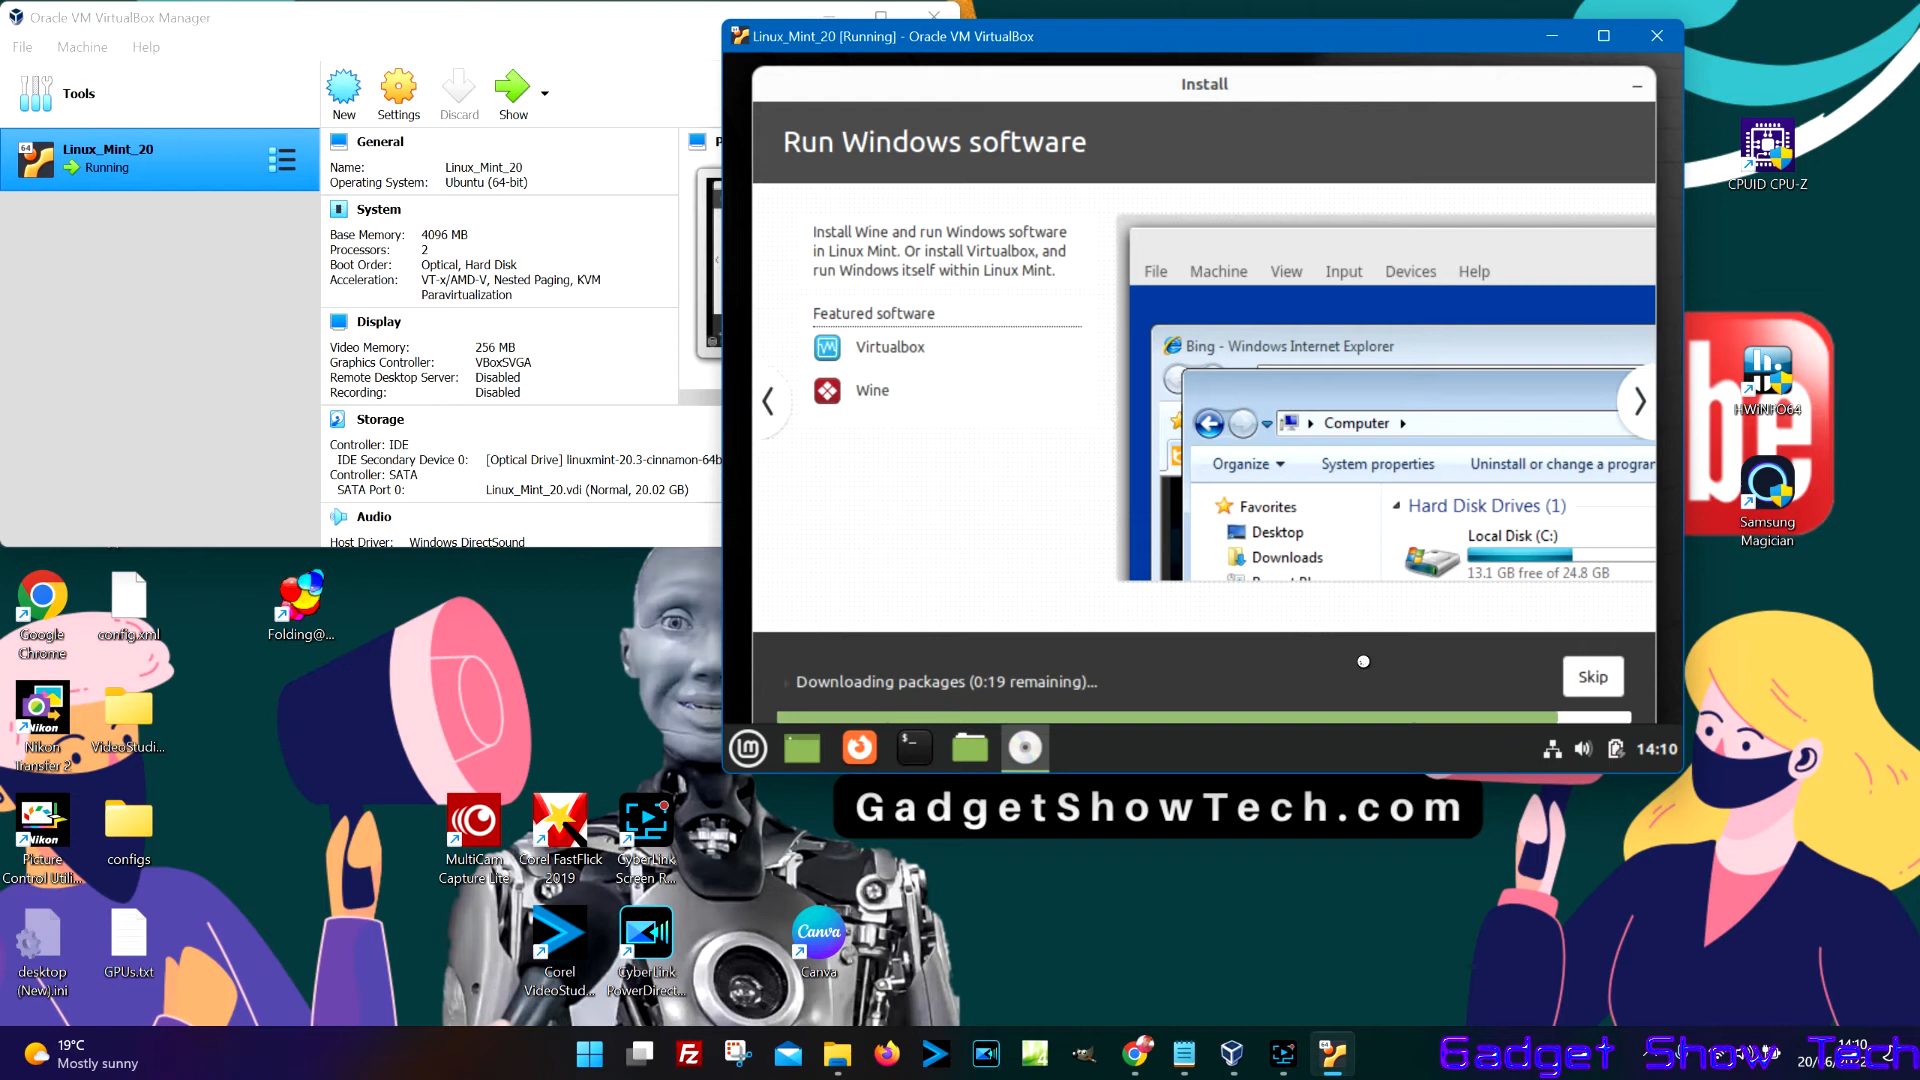 Oracle VM VirtualBox Manager
File Machine Help
Tools
Linux_Mint_20
Running
64
New Settings Discard Show
General
Name: Linux_Mint_20
Operating System: Ubuntu (64-bit)
System
Base Memory: 4096 MB
Processors: 2
Boot Order: Optical, Hard Disk
Acceleration: VT-x/AMD-V, Nested Paging, KVM
Paravirtualization
Display
Video Memory: 256 MB
Graphics Controller: VBoxSVGA
Remote Desktop Server: Disabled
Recording: Disabled
Storage
Controller: IDE
IDE Secondary Device 0: [Optical Drive] linuxmint-20.3-cinnamon-64b
Controller: SATA
SATA Port 0: Linux_Mint_20.vdi (Normal, 20.02 GB)
Audio
Host Driver: Windows DirectSound
Linux_Mint_20 [Running] - Oracle VM VirtualBox
Install
Run Windows software
Install Wine and run Windows software
in Linux Mint. Or install Virtualbox, and
run Windows itself within Linux Mint.
Featured software
Virtualbox
Wine
File Machine View Input Devices Help
Bing - Windows Internet Explorer
Computer
Organize System properties Uninstall or change a program
Favorites
Desktop
Downloads
Hard Disk Drives (1)
Local Disk (C:)
13.1 GB free of 24.8 GB
Downloading packages (0:19 remaining)...
Skip
14:10
CPUID CPU-Z
HWiNFO64
Samsung
Magician
be
Google
Chrome
config.xml
Folding@...
Nikon
Nikon
Transfer 2
VideoStudi...
Nikon
Picture
Control Utili...
configs
MultiCam
Capture Lite
Corel FastFlick
2019
CyberLink
Screen R...
desktop
(New).ini
GPUs.txt
Corel
VideoStud...
CyberLink
PowerDirect...
Canva
Canva
GadgetShowTech.com
19°C
Mostly sunny
Gadget Show Tech
14:10